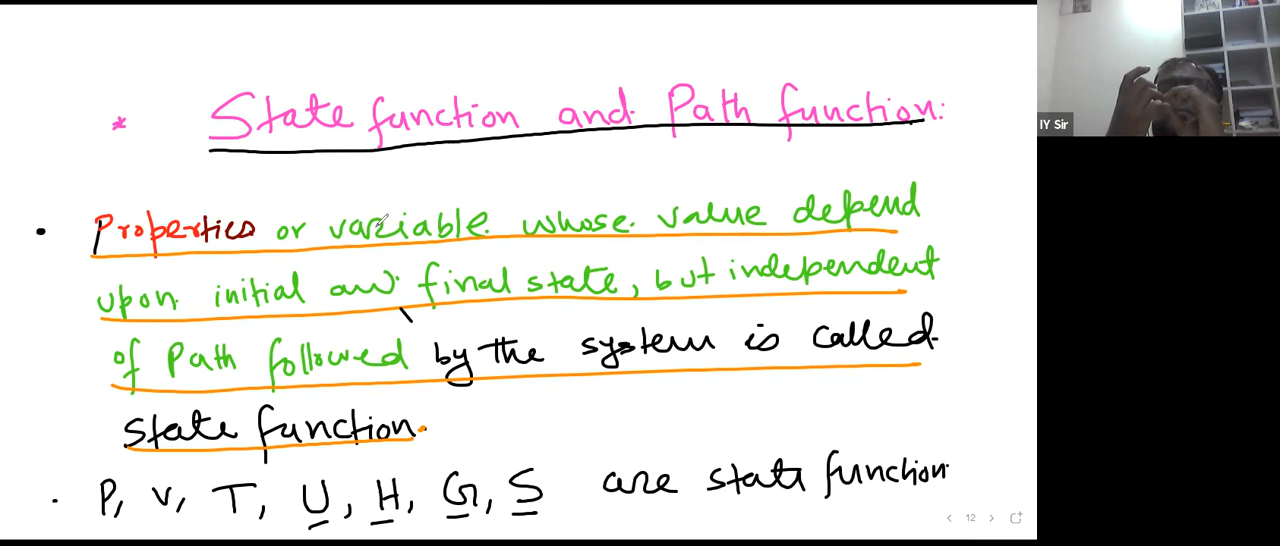 * State function and Path function:
IY Sir
• Properties or variable whose value depend
upon initial and final state, but independent
of Path followed by the system is called
state function.
. P, V, T, U, H, G, S are state function
12